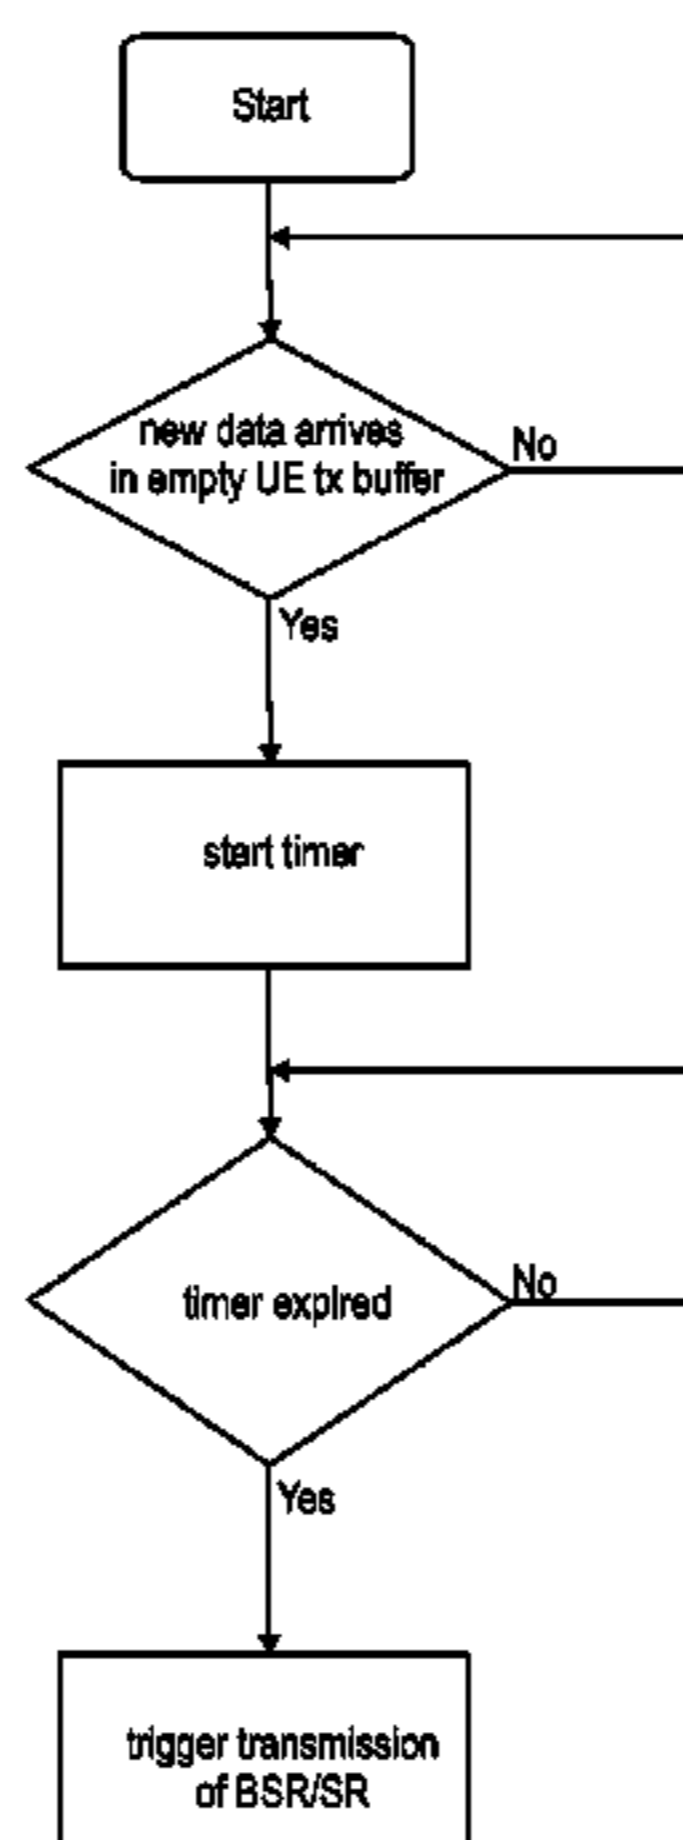 Start
new data arrives
in empty UE tx buffer
No
Yes
start timer
timer expired
No
Yes
trigger transmission
of BSR/SR